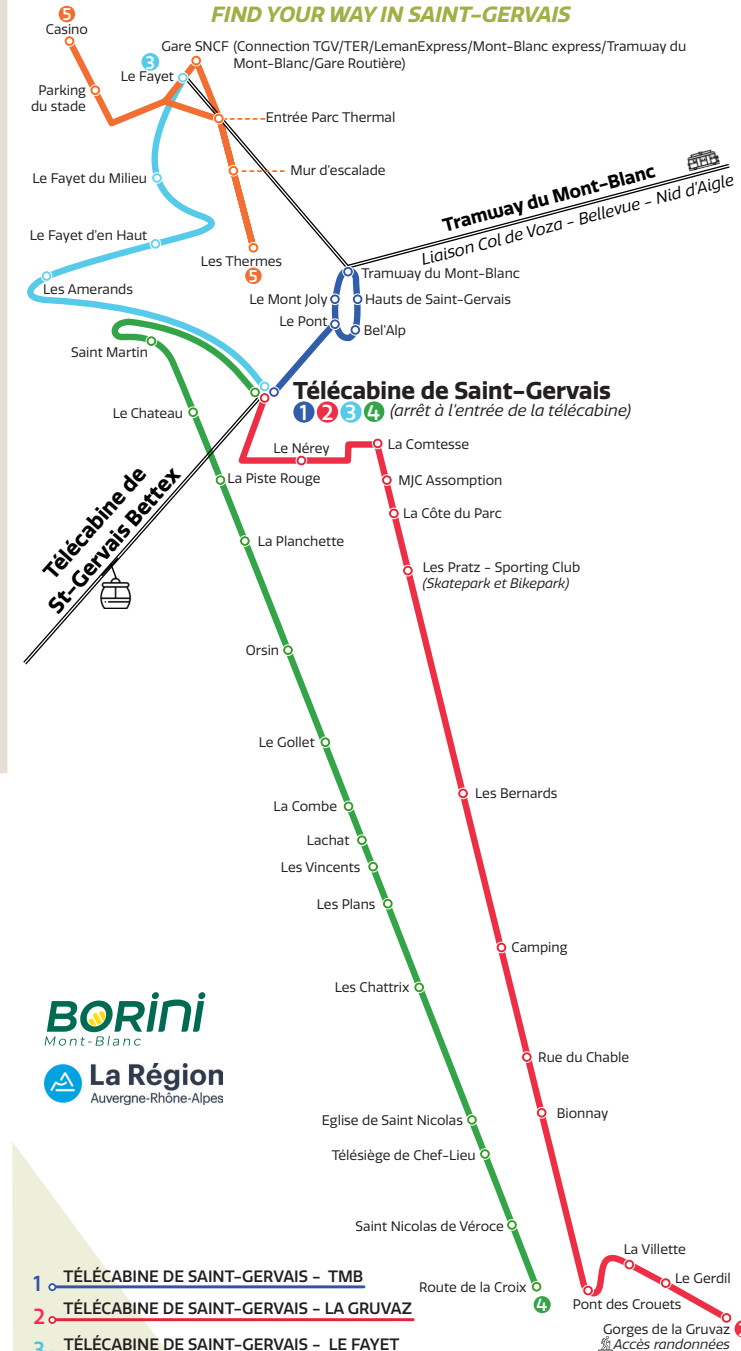 FIND YOUR WAY IN SAINT-GERVAIS
5
Casino
Gare SNCF (Connection TGV/TER/LemanExpress/Mont-Blanc express/Tramway du
Mont-Blanc/Gare Routière)
3
Le Fayet
Parking
du stade
Entrée Parc Thermal
Mur d'escalade
Le Fayet du Milieu
Tramway du Mont-Blanc
Liaison Col de Voza - Bellevue - Nid d'Aigle
Le Fayet d'en Haut
Les Thermes
5
Tramway du Mont-Blanc
Les Amerands
Le Mont Joly
Hauts de Saint-Gervais
Le Pont
Bel'Alp
Saint Martin
Télécabine de Saint-Gervais
1 2 3 4 (arrêt à l'entrée de la télécabine)
Le Chateau
Le Nérey
La Comtesse
La Piste Rouge
MJC Assomption
La Côte du Parc
Télécabine de
St-Gervais Bettex
La Planchette
Les Pratz - Sporting Club
(Skatepark et Bikepark)
Orsin
Le Gollet
Les Bernards
La Combe
Lachat
Les Vincents
Les Plans
Camping
Les Chattrix
BORINI
Mont-Blanc
La Région
Auvergne-Rhône-Alpes
Rue du Chable
Bionnay
Eglise de Saint Nicolas
Télésiège de Chef-Lieu
Saint Nicolas de Véroce
La Villette
Le Gerdil
Route de la Croix
4
Pont des Crouets
Gorges de la Gruvaz
Accès randonnées
1 TÉLÉCABINE DE SAINT-GERVAIS - TMB
2 TÉLÉCABINE DE SAINT-GERVAIS - LA GRUVAZ
3 TÉLÉCABINE DE SAINT-GERVAIS - LE FAYET